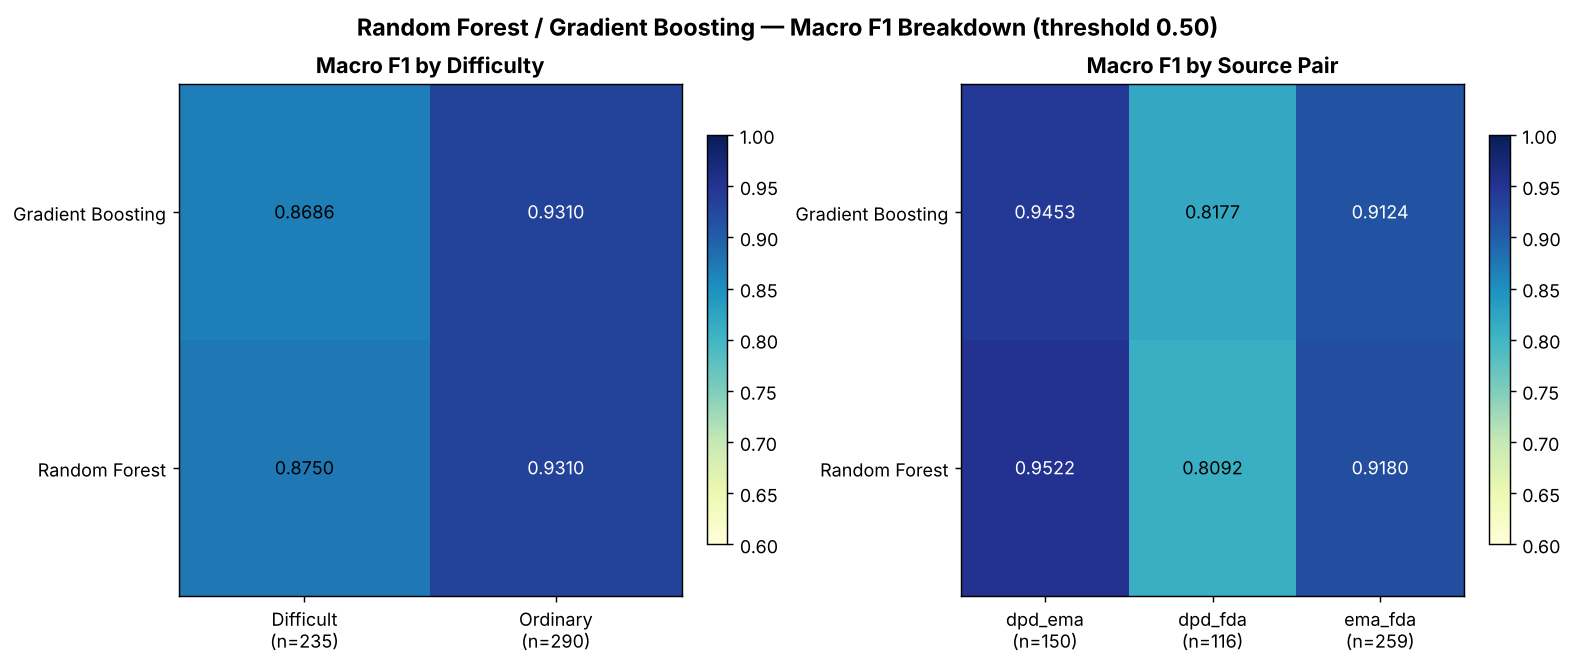 Random Forest / Gradient Boosting — Macro F1 Breakdown (threshold 0.50)
Macro F1 by Difficulty
Gradient Boosting
Random Forest
0.8686
0.9310
0.8750
0.9310
Difficult
(n=235)
Ordinary
(n=290)
1.00
0.95
0.90
0.85
0.80
0.75
0.70
0.65
0.60
Macro F1 by Source Pair
Gradient Boosting
Random Forest
0.9453
0.8177
0.9124
0.9522
0.8092
0.9180
dpd_ema
(n=150)
dpd_fda
(n=116)
ema_fda
(n=259)
1.00
0.95
0.90
0.85
0.80
0.75
0.70
0.65
0.60